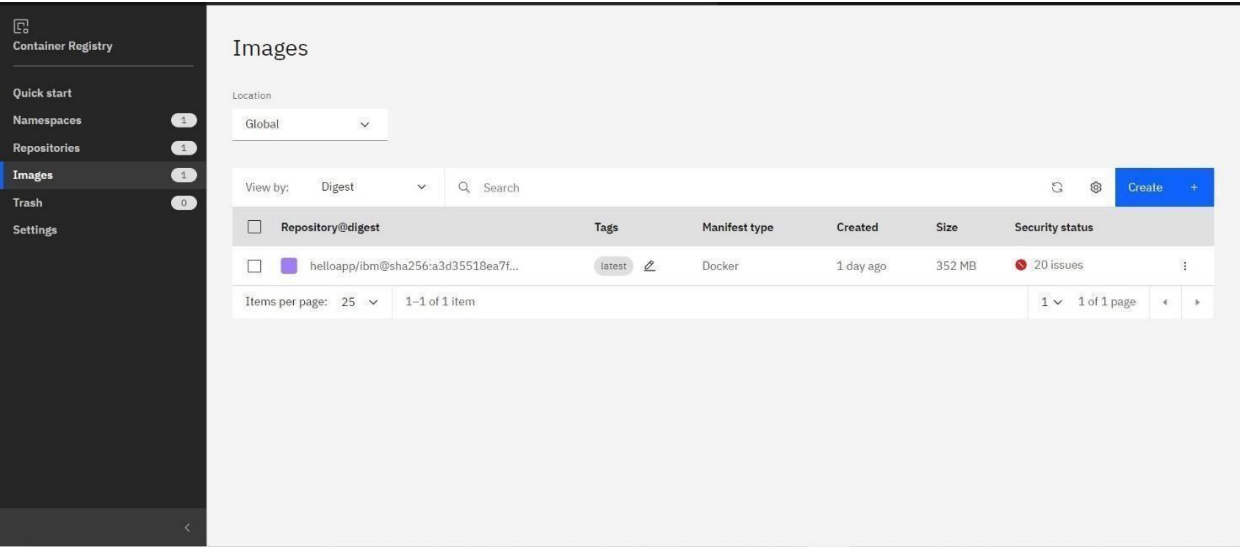 Container Registry
Quick start
Namespaces 1
Repositories 1
Images 1
Trash 0
Settings
Images
Location
Global
View by: Digest Search Create +
Repository@digest Tags Manifest type Created Size Security status
helloapp/ibm@sha256:a3d35518ea7f... latest Docker 1 day ago 352 MB 20 issues
Items per page: 25 1–1 of 1 item 1 1 of 1 page